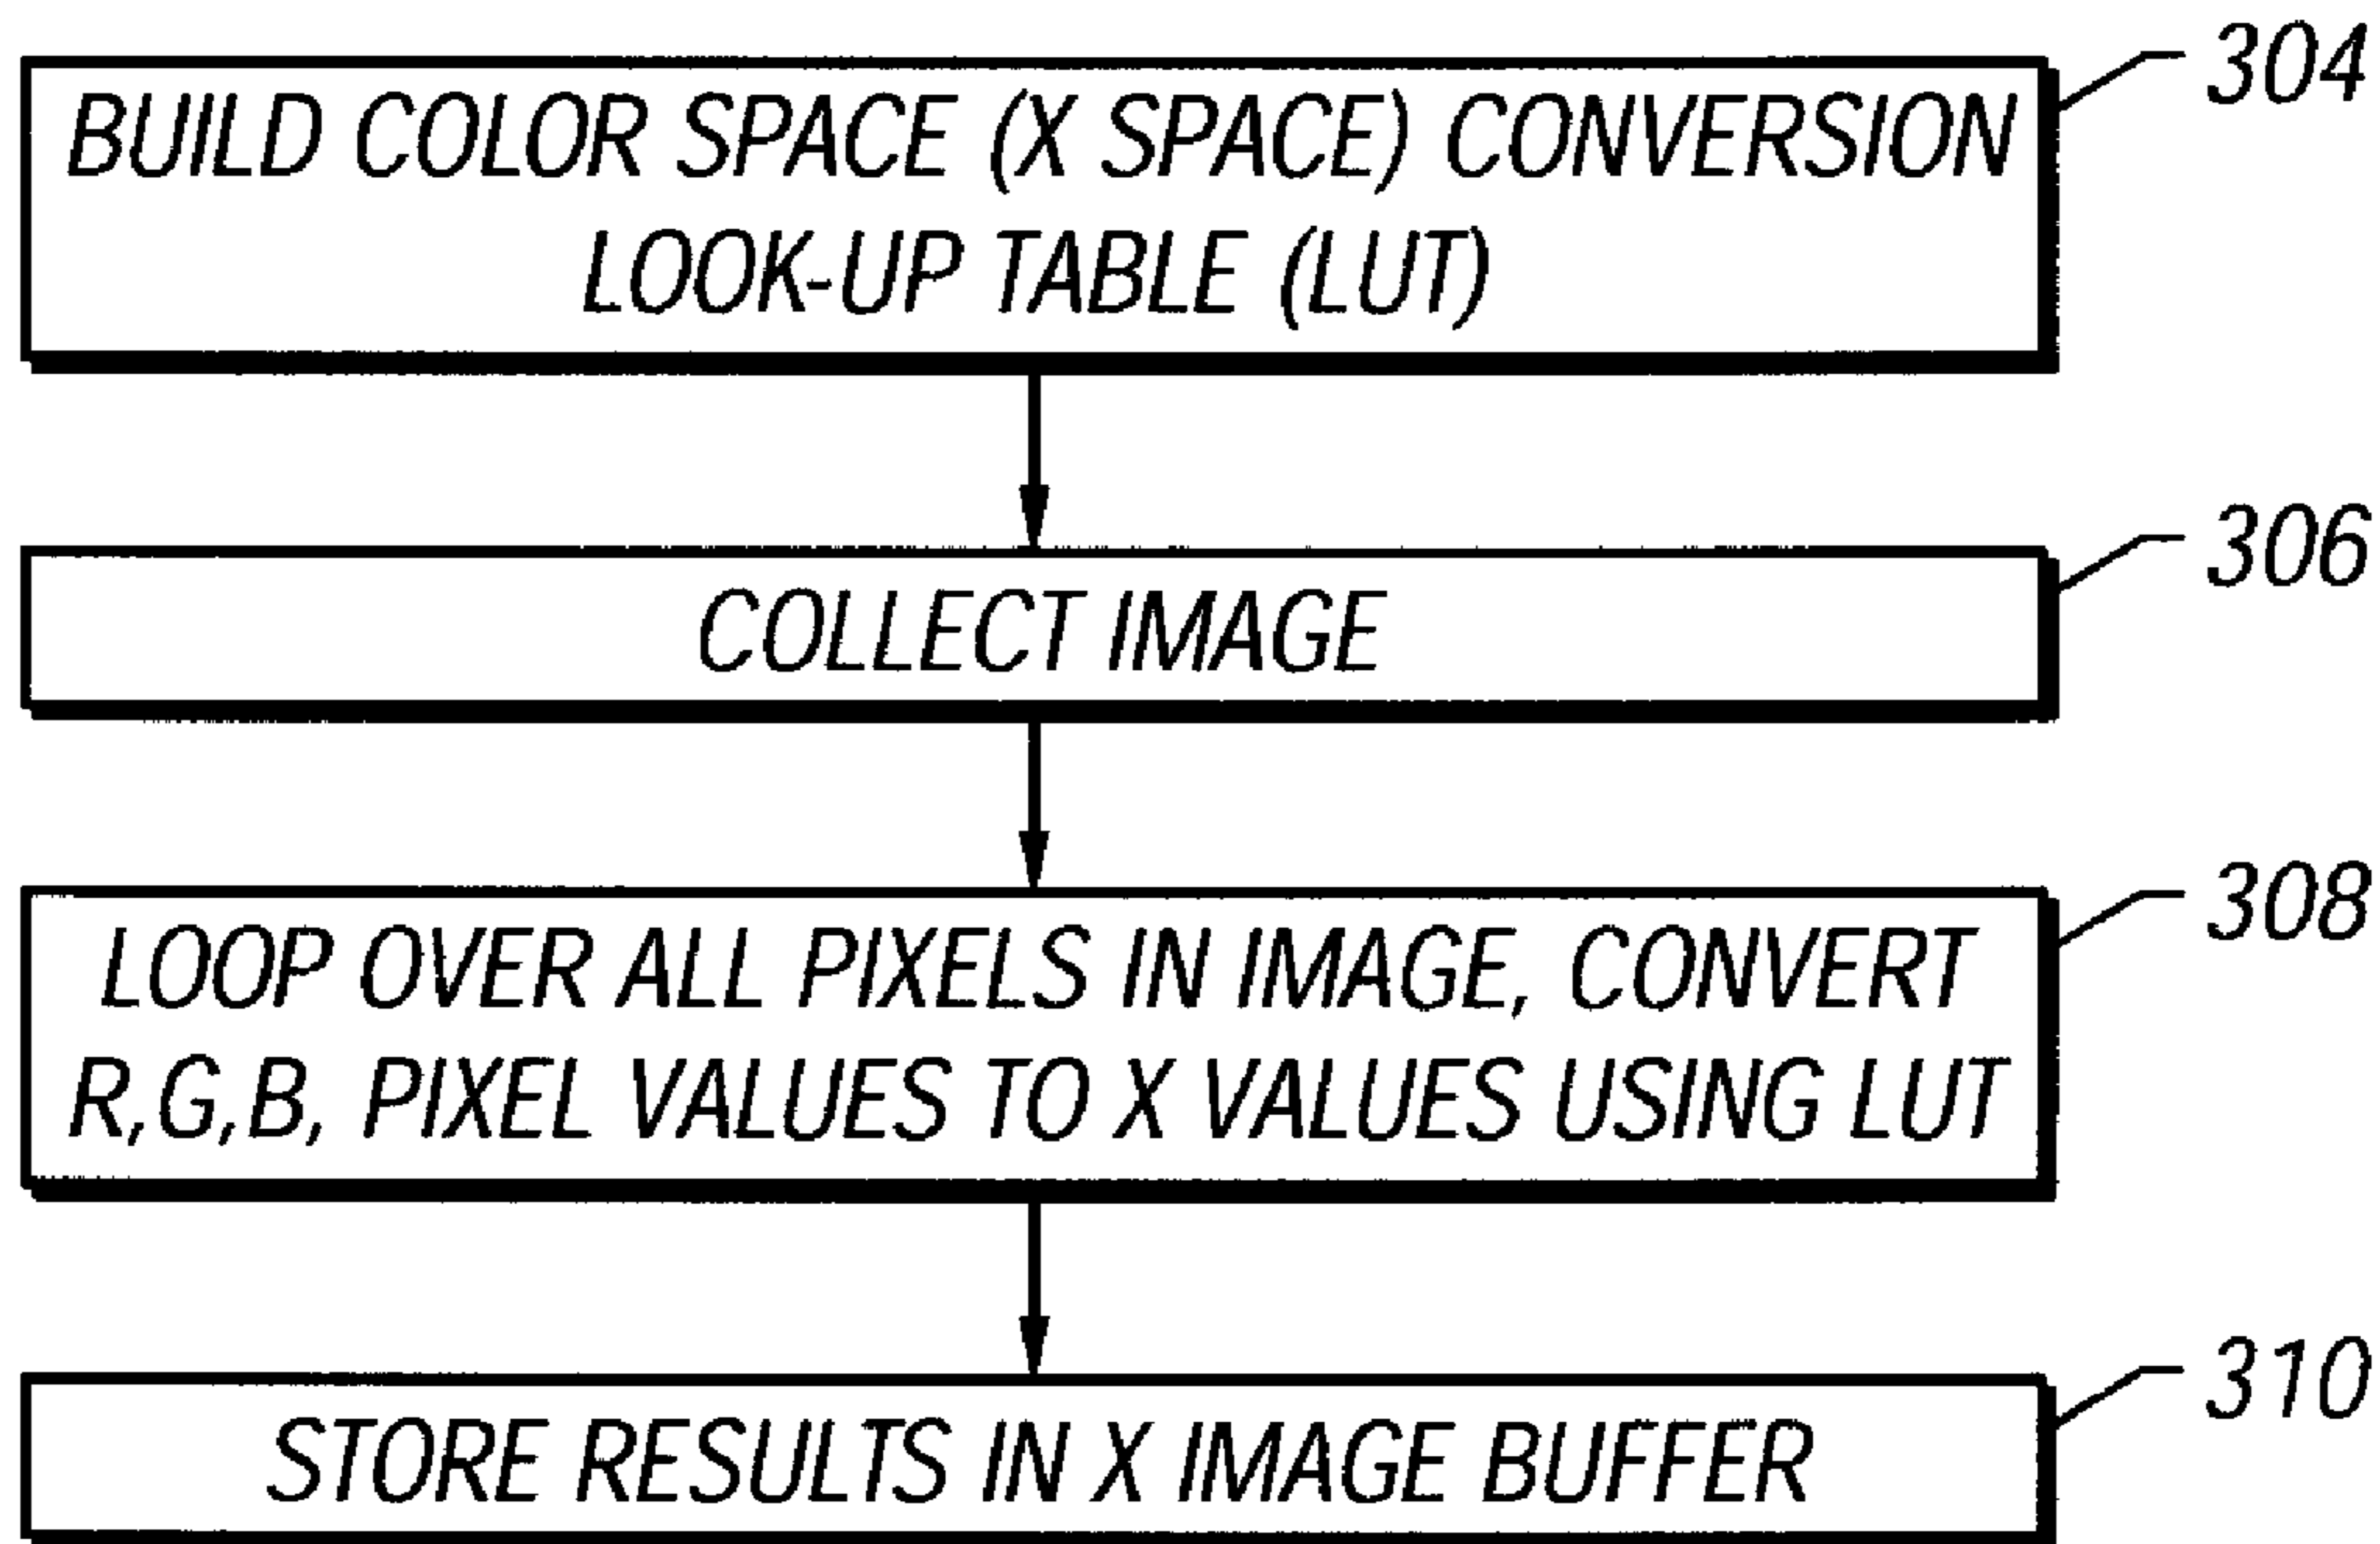 304
BUILD COLOR SPACE (X SPACE) CONVERSION
LOOK-UP TABLE (LUT)
306
COLLECT IMAGE
308
LOOP OVER ALL PIXELS IN IMAGE, CONVERT
R,G,B, PIXEL VALUES TO X VALUES USING LUT
310
STORE RESULTS IN X IMAGE BUFFER